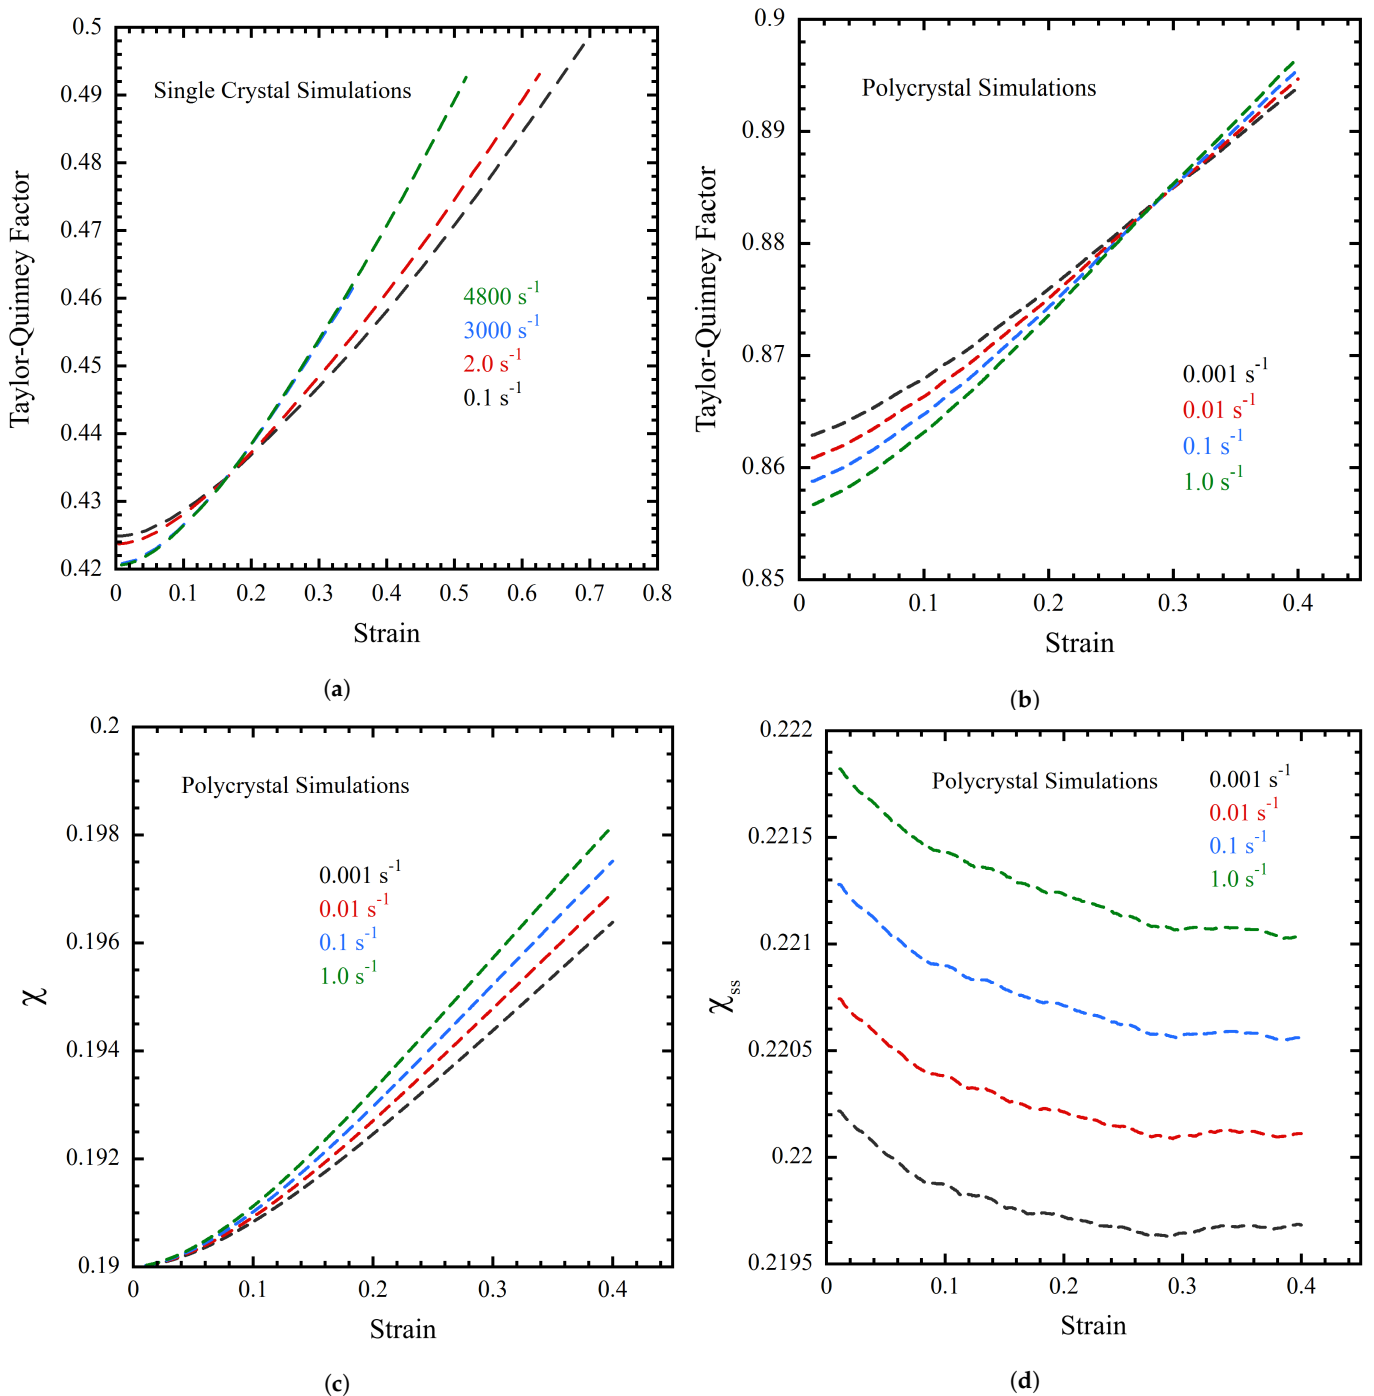 (a)
0.5
0.49
0.48
0.47
0.46
0.45
0.44
0.43
0.42
Taylor-Quinney Factor
Single Crystal Simulations
4800 s⁻¹
3000 s⁻¹
2.0 s⁻¹
0.1 s⁻¹
0 0.1 0.2 0.3 0.4 0.5 0.6 0.7 0.8
Strain
(a)
0.9
0.89
0.88
0.87
0.86
0.85
Taylor-Quinney Factor
Polycrystal Simulations
0.001 s⁻¹
0.01 s⁻¹
0.1 s⁻¹
1.0 s⁻¹
0 0.1 0.2 0.3 0.4
Strain
(b)
0.2
0.198
0.196
0.194
0.192
0.19
χ
Polycrystal Simulations
0.001 s⁻¹
0.01 s⁻¹
0.1 s⁻¹
1.0 s⁻¹
0 0.1 0.2 0.3 0.4
Strain
(c)
0.222
0.2215
0.221
0.2205
0.22
0.2195
χss
Polycrystal Simulations
0.001 s⁻¹
0.01 s⁻¹
0.1 s⁻¹
1.0 s⁻¹
0 0.1 0.2 0.3 0.4
Strain
(d)